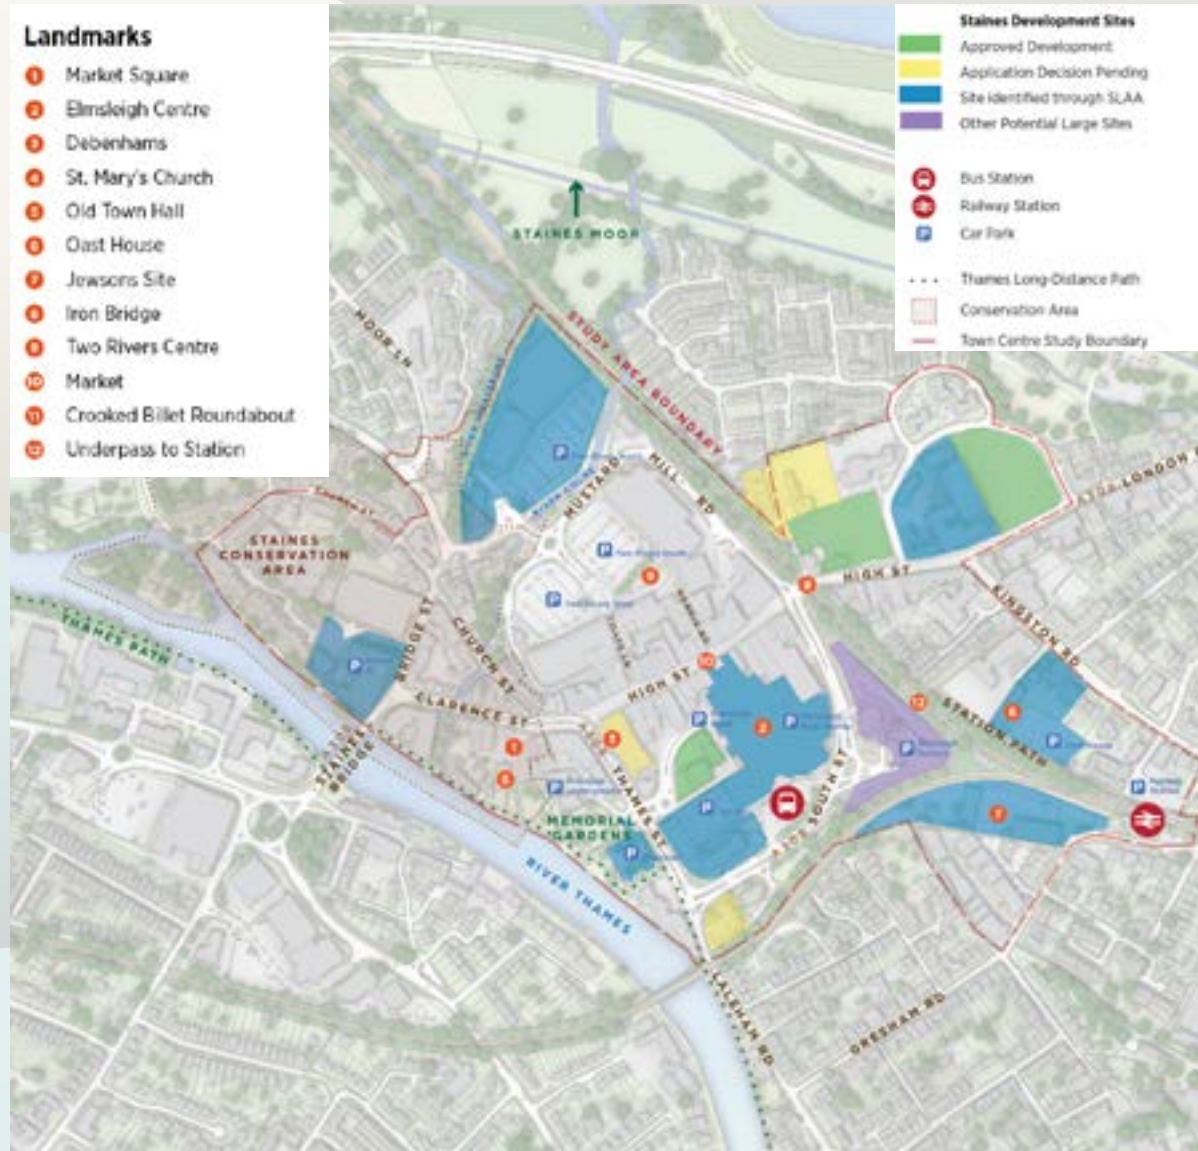 Landmarks
1 Market Square
2 Elmsleigh Centre
3 Debenhams
4 St. Mary's Church
5 Old Town Hall
6 Oast House
7 Jewsons Site
8 Iron Bridge
9 Two Rivers Centre
10 Market
11 Crooked Billet Roundabout
12 Underpass to Station
Staines Development Sites
Approved Development
Application Decision Pending
Site identified through SLAA
Other Potential Large Sites
Bus Station
Railway Station
P Car Park
Thames Long-Distance Path
Conservation Area
Town Centre Study Boundary
STAINES MOOR
MOOR LN
STUDY AREA BOUNDARY
MUSTARD
MILL RD
RIVER COLNE
A308 LONDON
STAINES
CONSERVATION
AREA
HIGH ST
KINGSTON RD
THAMES PATH
BRIDGE ST
CHURCH ST
HIGH ST
CLARENCE ST
STATION PATH
STAINES
BRIDGE
THAMES ST
A308 SOUTH ST
MEMORIAL
GARDENS
RIVER THAMES
LALEHAM RD
GRESHAM RD